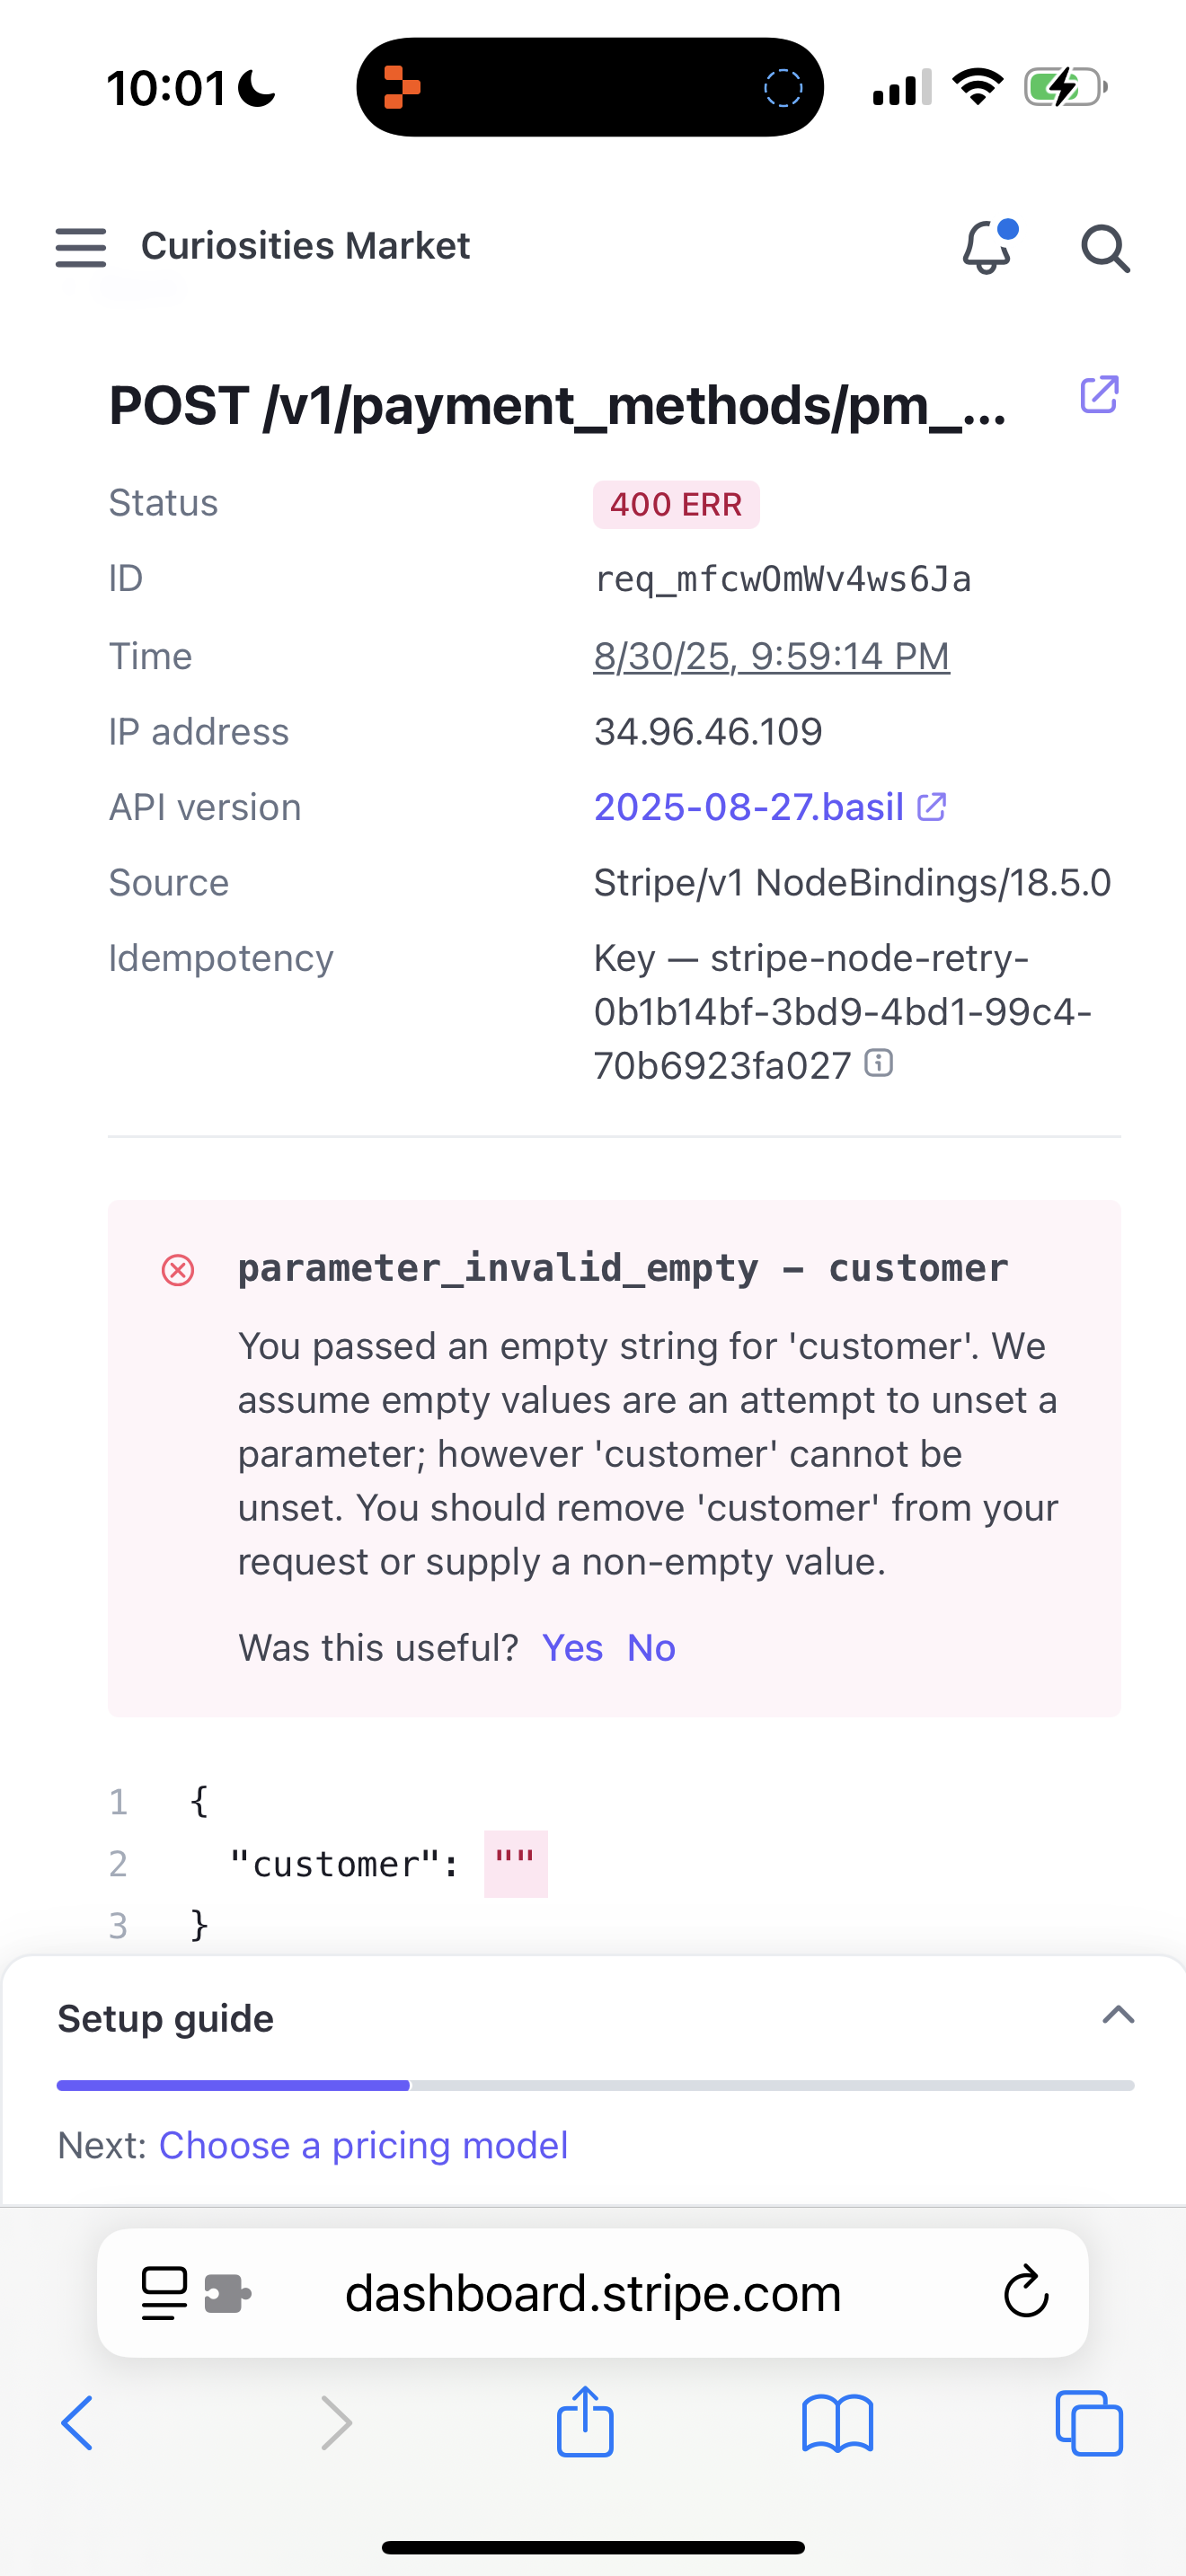 10:01
Curiosities Market
POST /v1/payment_methods/pm_...
Status
400 ERR
ID
req_mfcwOmWv4ws6Ja
Time
8/30/25, 9:59:14 PM
IP address
34.96.46.109
API version
2025-08-27.basil
Source
Stripe/v1 NodeBindings/18.5.0
Idempotency
Key — stripe-node-retry-
0b1b14bf-3bd9-4bd1-99c4-
70b6923fa027
parameter_invalid_empty - customer
You passed an empty string for 'customer'. We
assume empty values are an attempt to unset a
parameter; however 'customer' cannot be
unset. You should remove 'customer' from your
request or supply a non-empty value.
Was this useful? Yes No
1 {
2 "customer": ""
3 }
Setup guide
Next: Choose a pricing model
dashboard.stripe.com